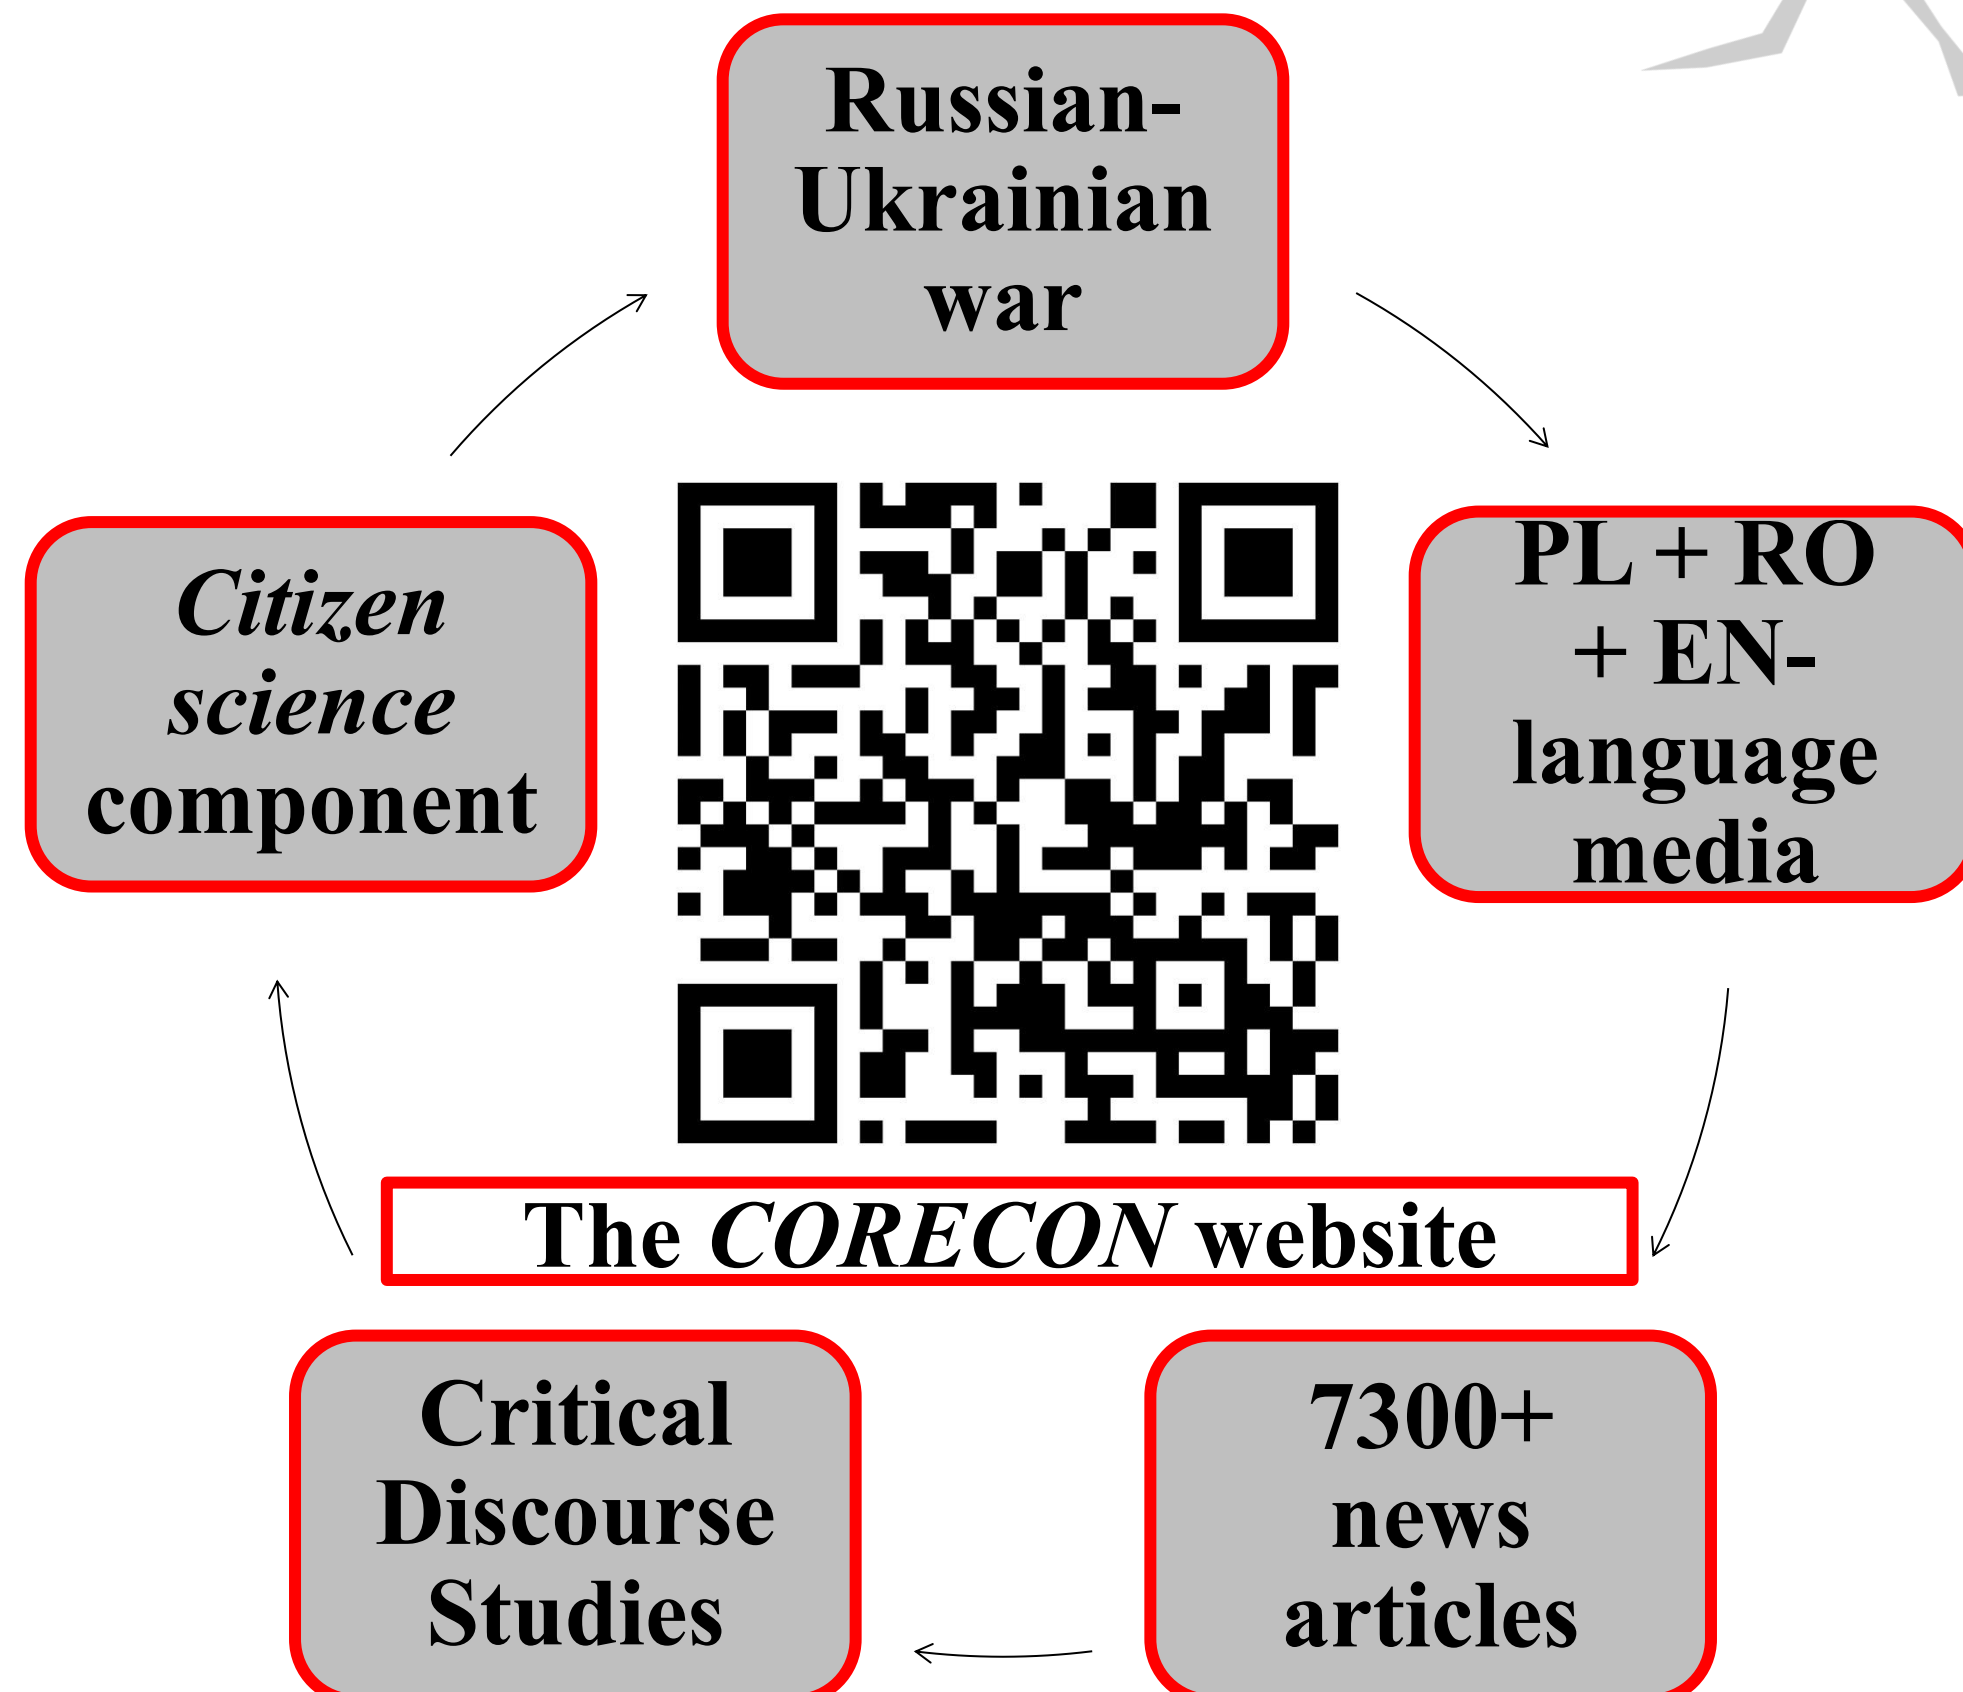 Russian-
Ukrainian
war
Citizen
science
component
PL + RO
+ EN-
language
media
The CORECON website
Critical
Discourse
Studies
7300+
news
articles